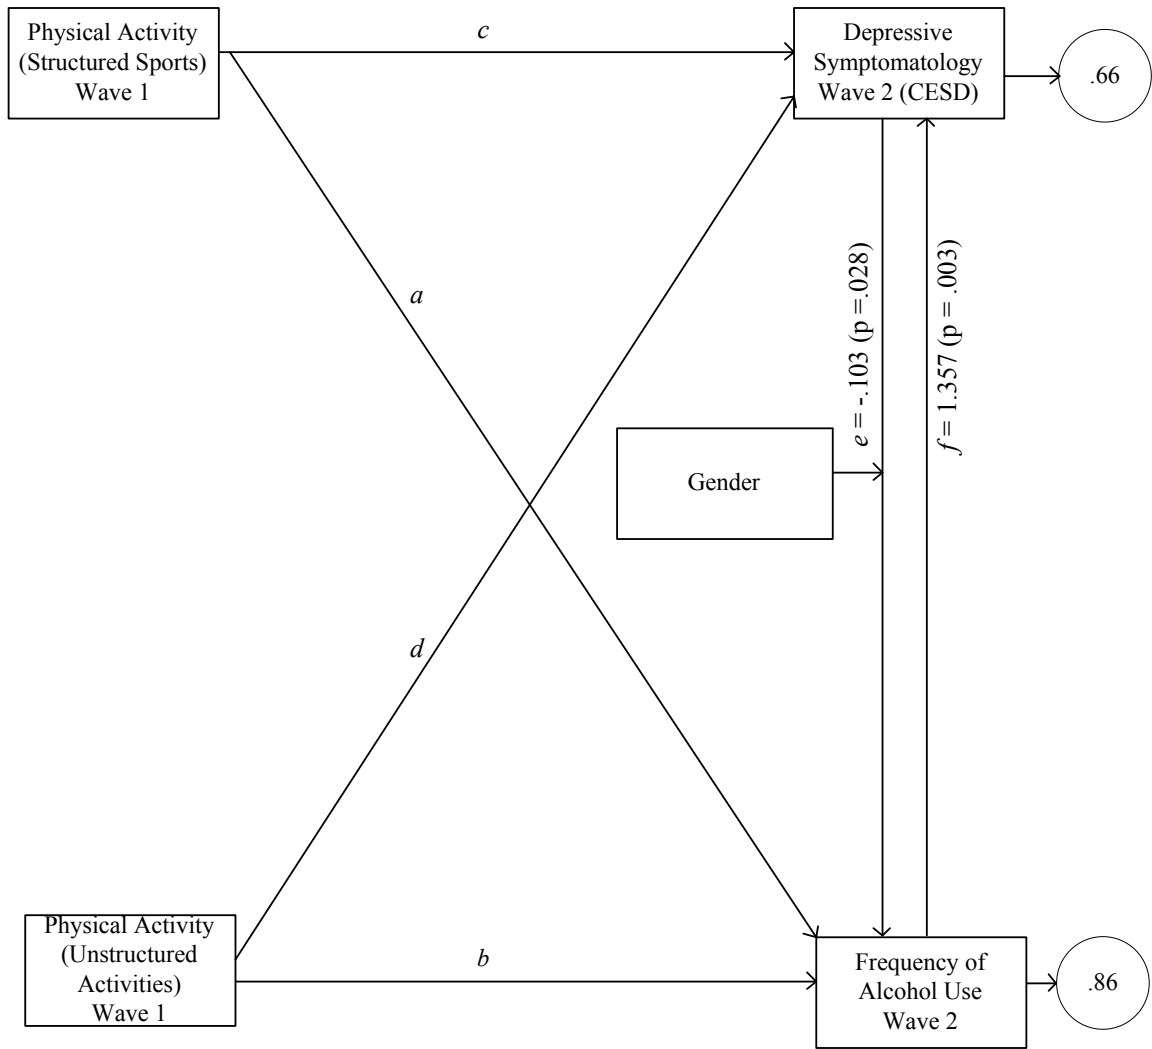 Physical Activity
(Structured Sports)
Wave 1
c
Depressive
Symptomatology
Wave 2 (CESD)
.66
a
e = -.103 (p =.028)
f = 1.357 (p = .003)
Gender
d
Physical Activity
(Unstructured
Activities)
Wave 1
b
Frequency of
Alcohol Use
Wave 2
.86